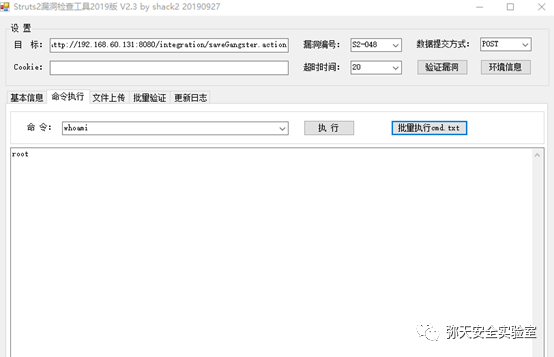 Struts2漏洞检查工具2019版 V2.3 by shack2 20190927
设 置
目 标: http://192.168.60.131:8080/integration/saveGangster.action 漏洞编号: S2-048 数据提交方式: POST
Cookie: 超时时间: 20 验证漏洞 环境信息
基本信息 命令执行 文件上传 批量验证 更新日志
命 令: whoami 执 行 批量执行cmd.txt
root
弥天安全实验室